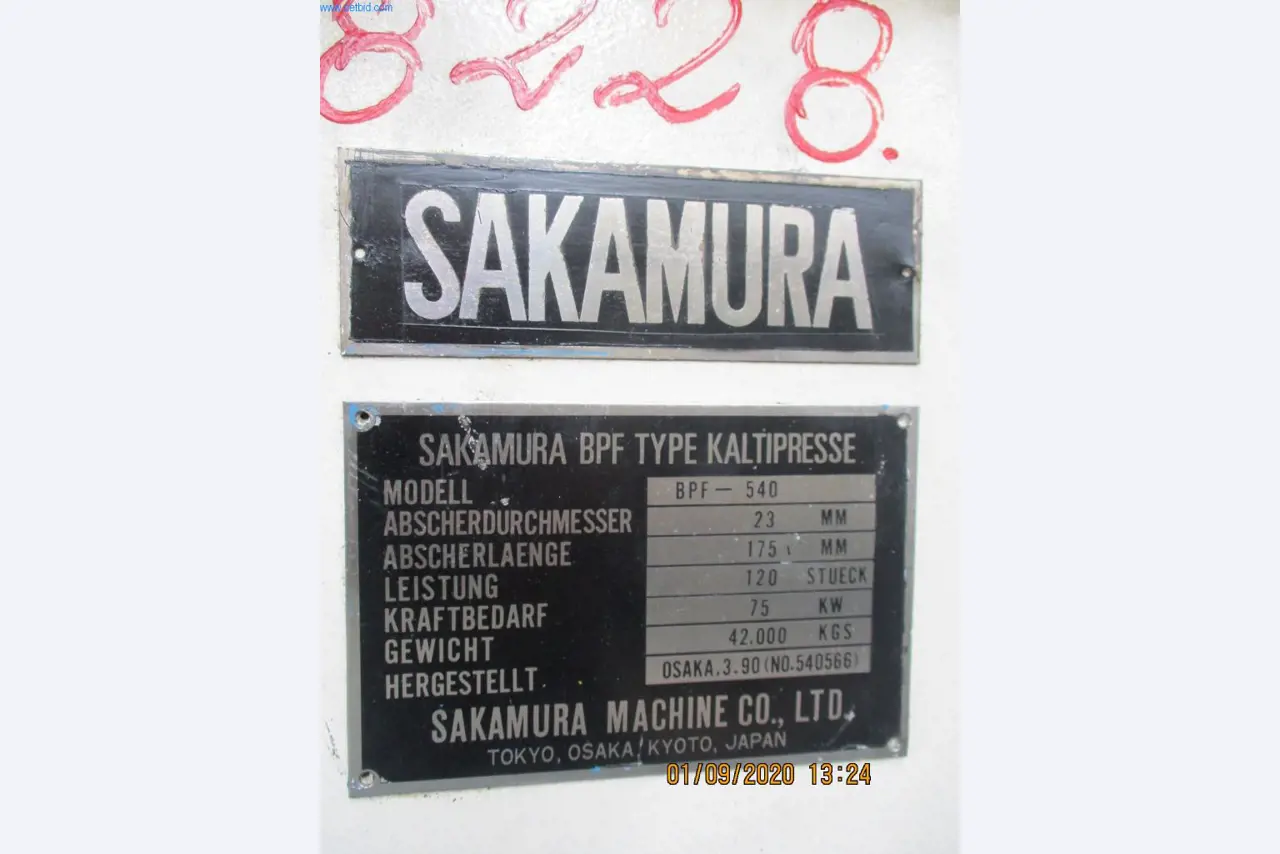 www.netbid.com
8228.
SAKAMURA
SAKAMURA BPF TYPE KALTIPRESSE
MODELL BPF — 540
ABSCHERDURCHMESSER 23 MM
ABSCHERLAENGE 175 MM
LEISTUNG 120 STUECK
KRAFTBEDARF 75 KW
GEWICHT 42.000 KGS
HERGESTELLT OSAKA.3.90 (NO.540566)
SAKAMURA MACHINE CO., LTD.
TOKYO, OSAKA, KYOTO, JAPAN
01/09/2020 13:24